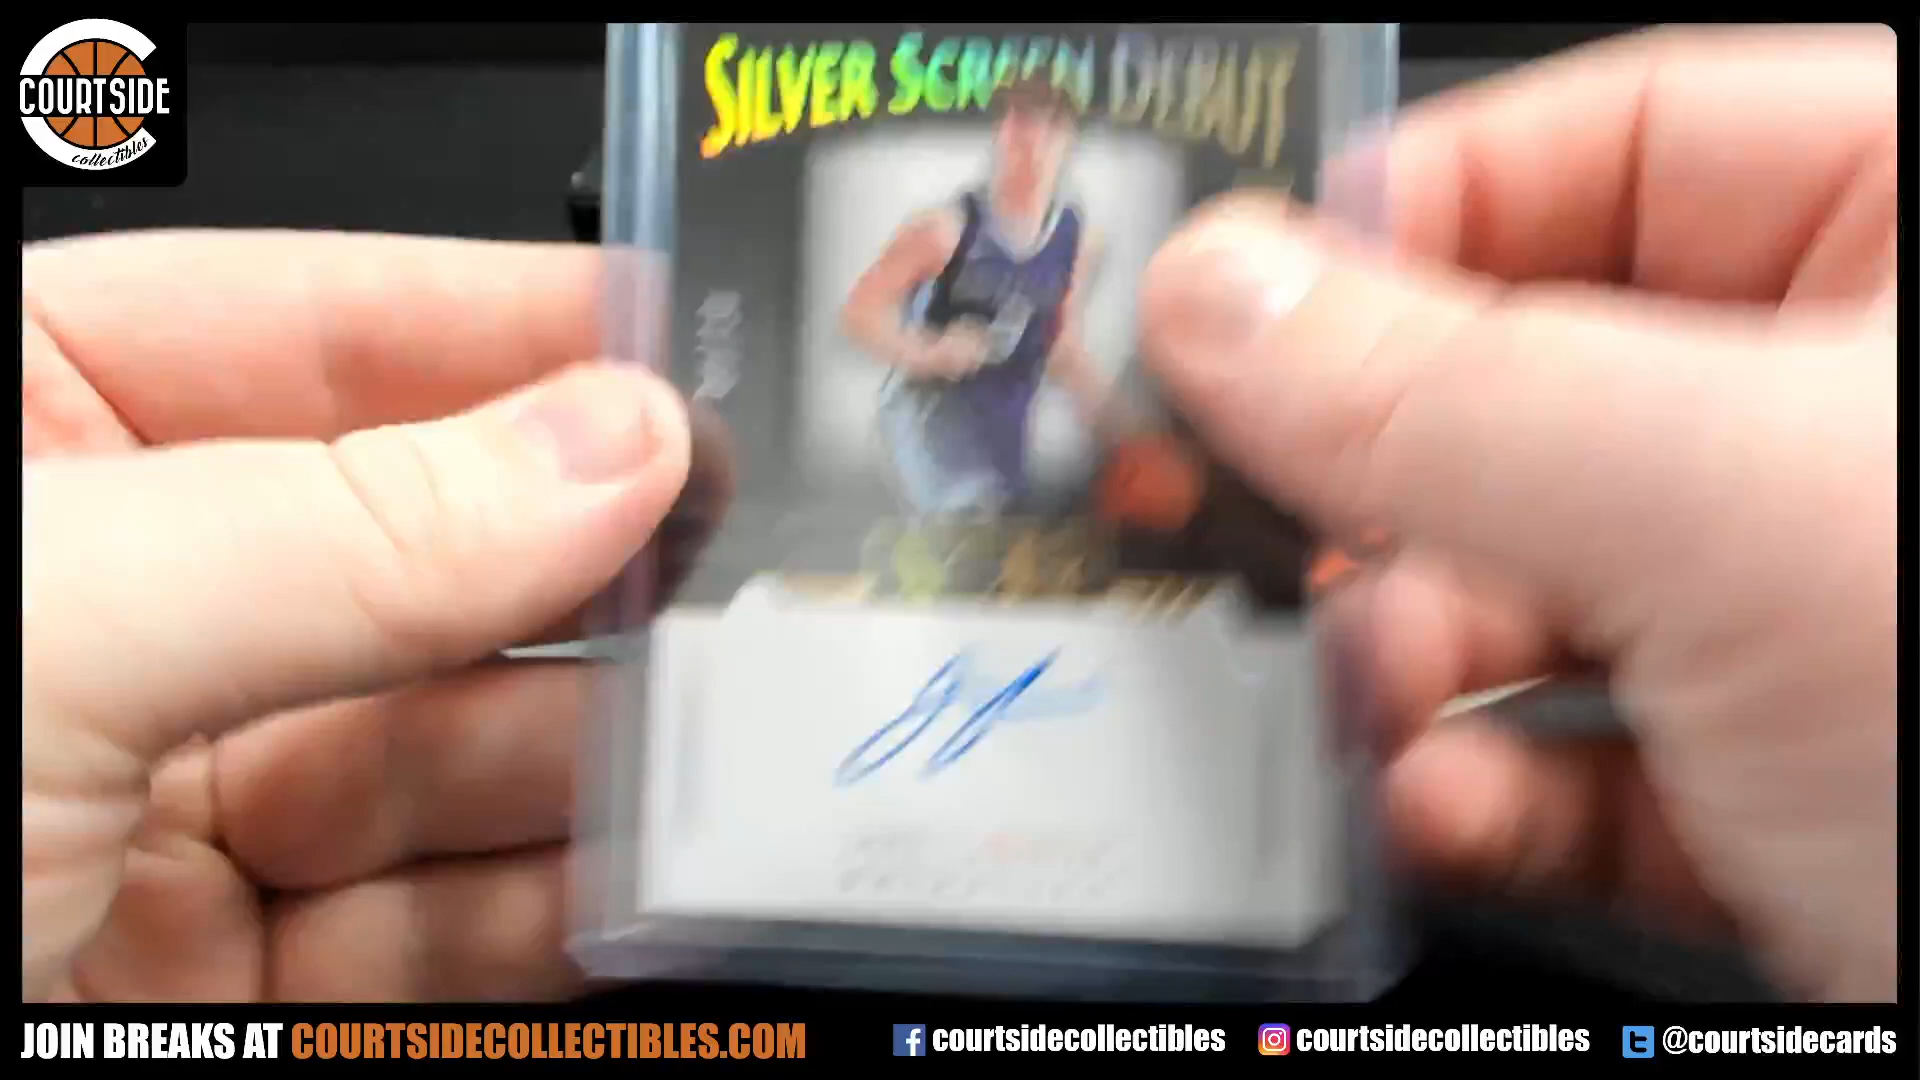 COURTSIDE
collectibles
SILVER SCREEN DEBUT
JOIN BREAKS AT COURTSIDECOLLECTIBLES.COM
courtsidecollectibles
courtsidecollectibles
@courtsidecards